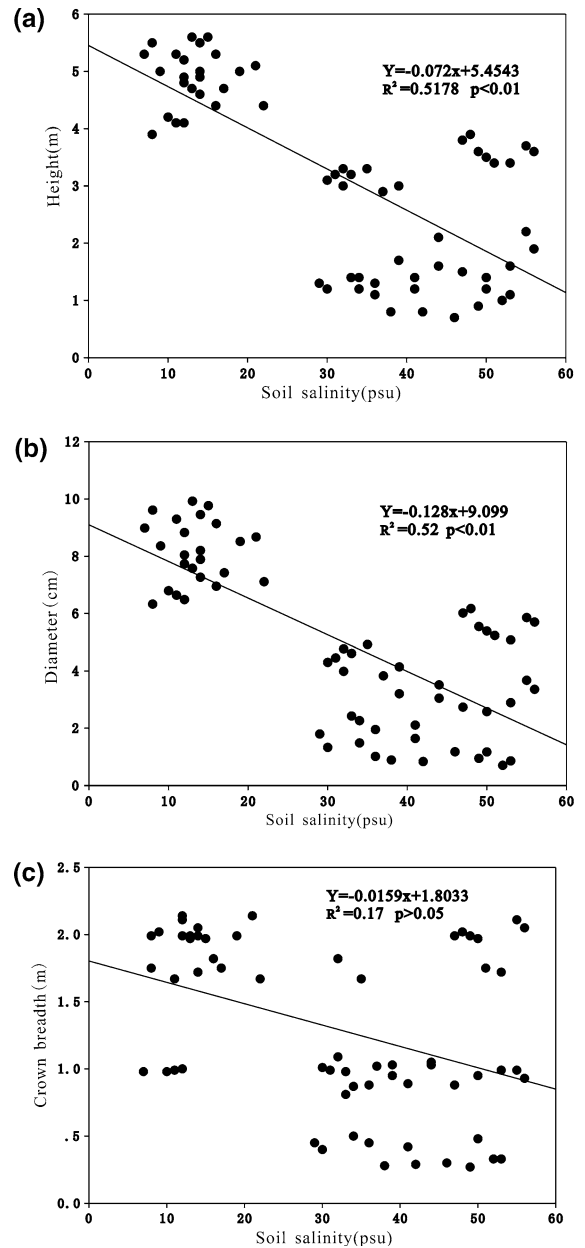 (a)
6
5
4
3
2
1
0
Height(m)
Y=-0.072x+5.4543
R²=0.5178 p<0.01
0 10 20 30 40 50 60
Soil salinity(psu)
(b)
12
10
8
6
4
2
0
Diameter(cm)
Y=-0.128x+9.099
R²=0.52 p<0.01
0 10 20 30 40 50 60
Soil salinity(psu)
(c)
2.5
2.0
1.5
1.0
.5
0.0
Crown breadth(m)
Y=-0.0159x+1.8033
R²=0.17 p>0.05
0 10 20 30 40 50 60
Soil salinity(psu)